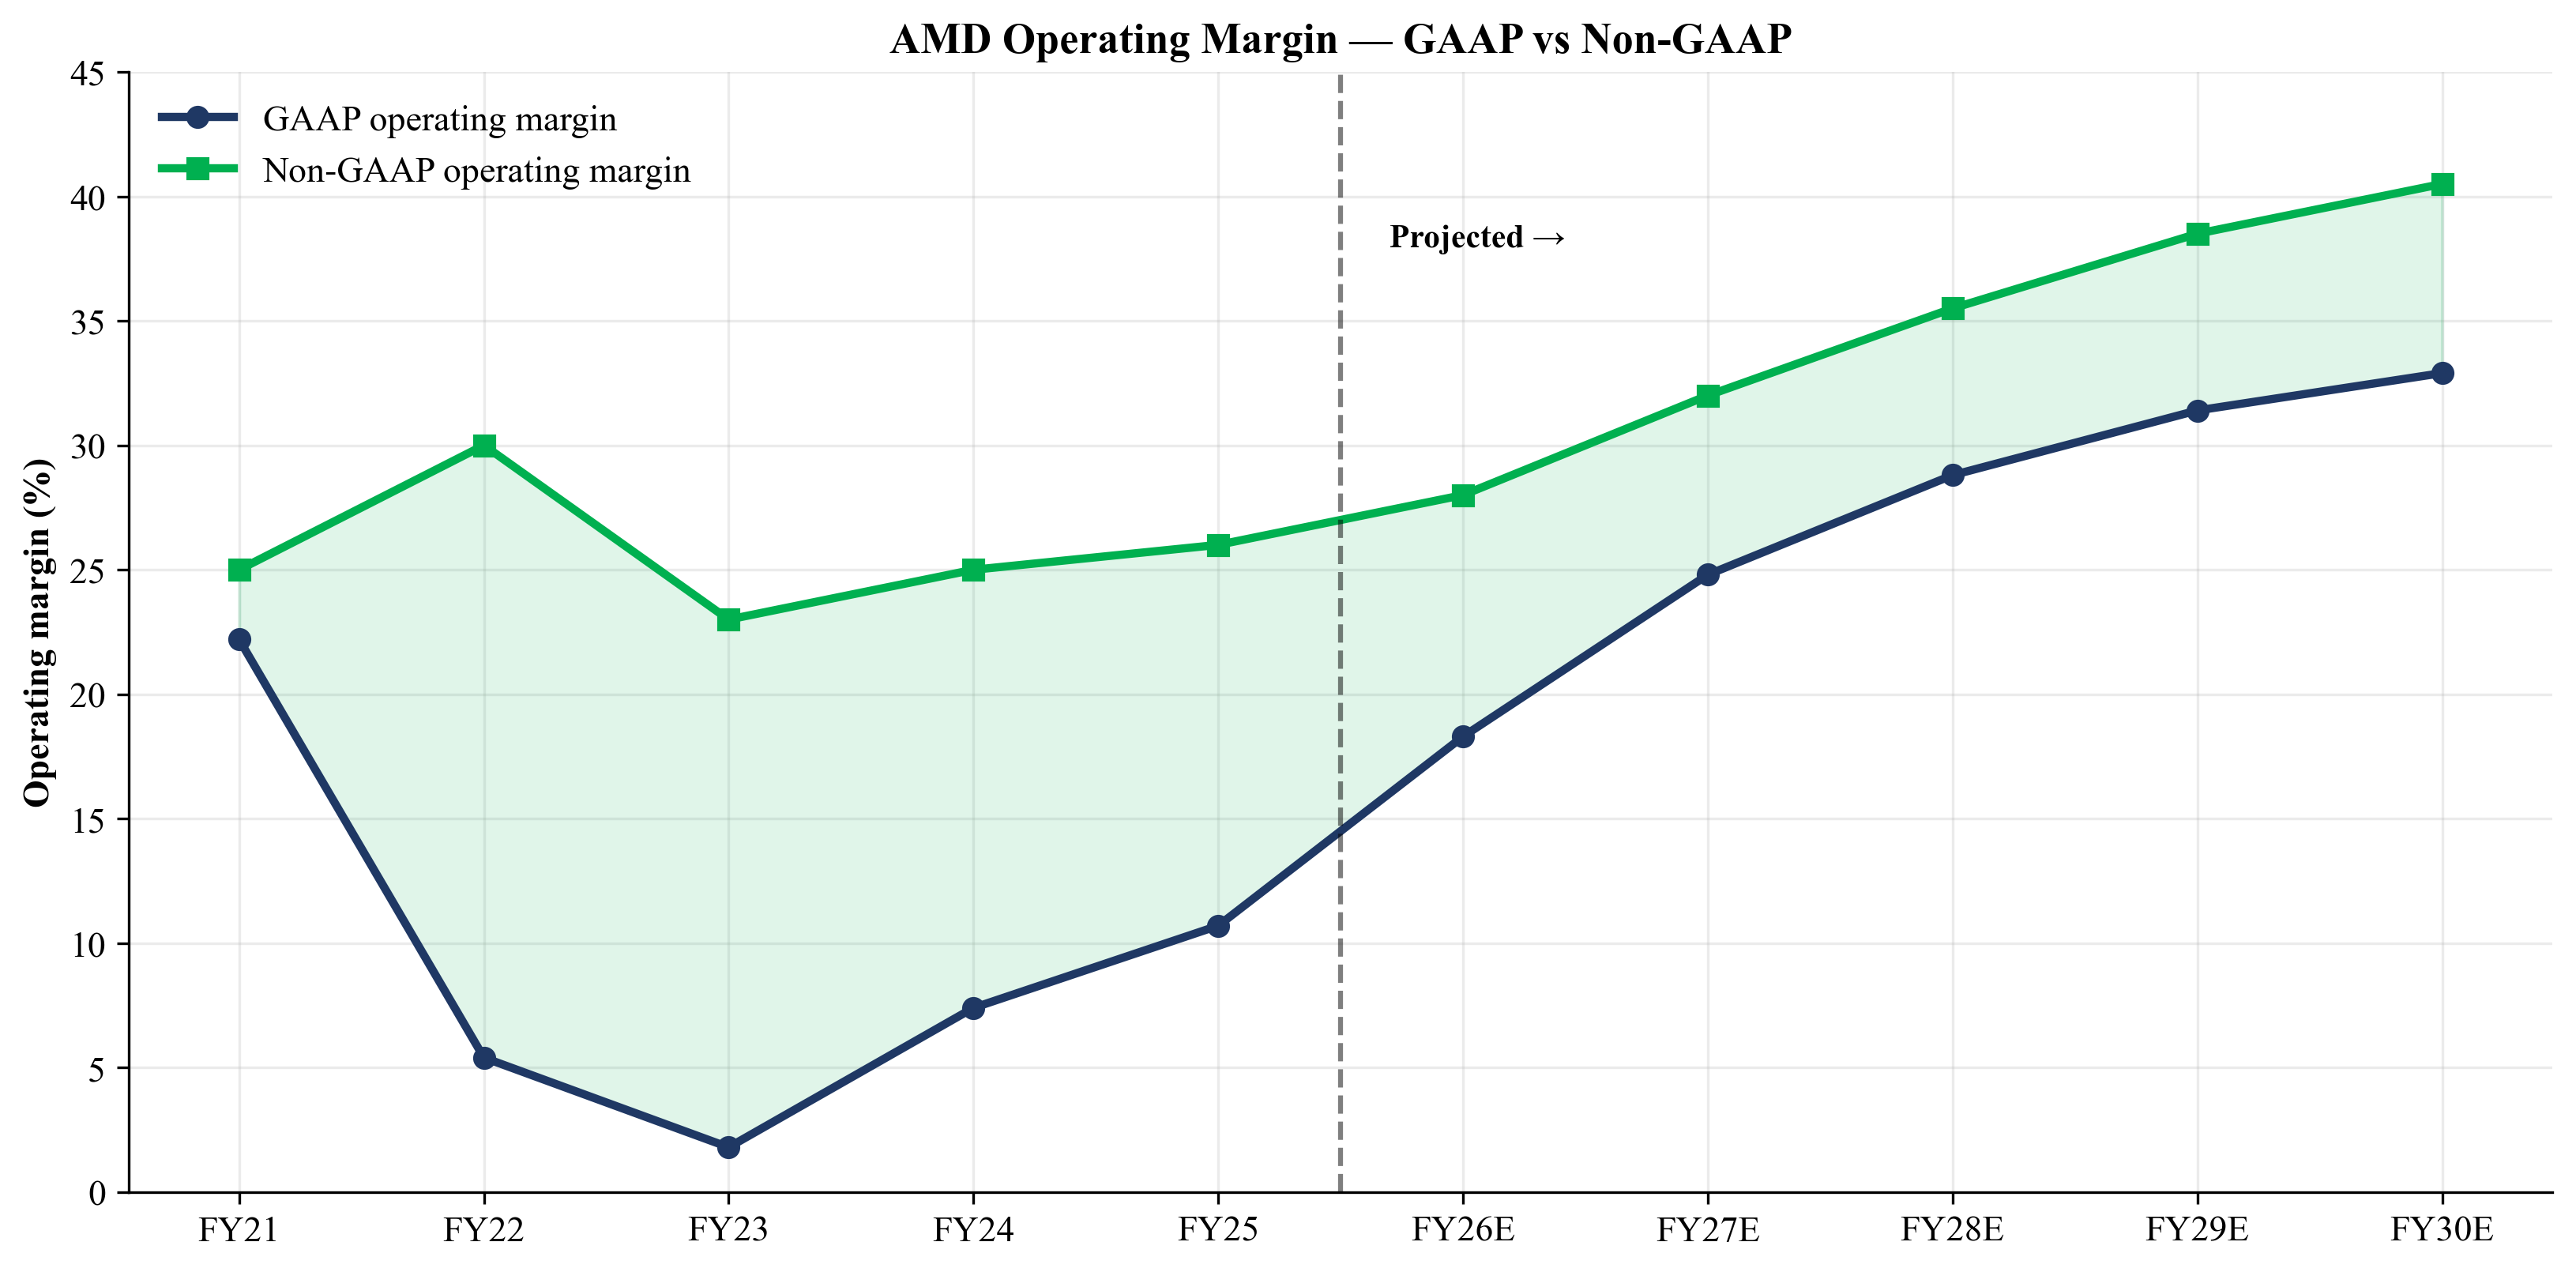 AMD Operating Margin — GAAP vs Non-GAAP
GAAP operating margin
Non-GAAP operating margin
Projected →
Operating margin (%)
45
40
35
30
25
20
15
10
5
0
FY21 FY22 FY23 FY24 FY25 FY26E FY27E FY28E FY29E FY30E